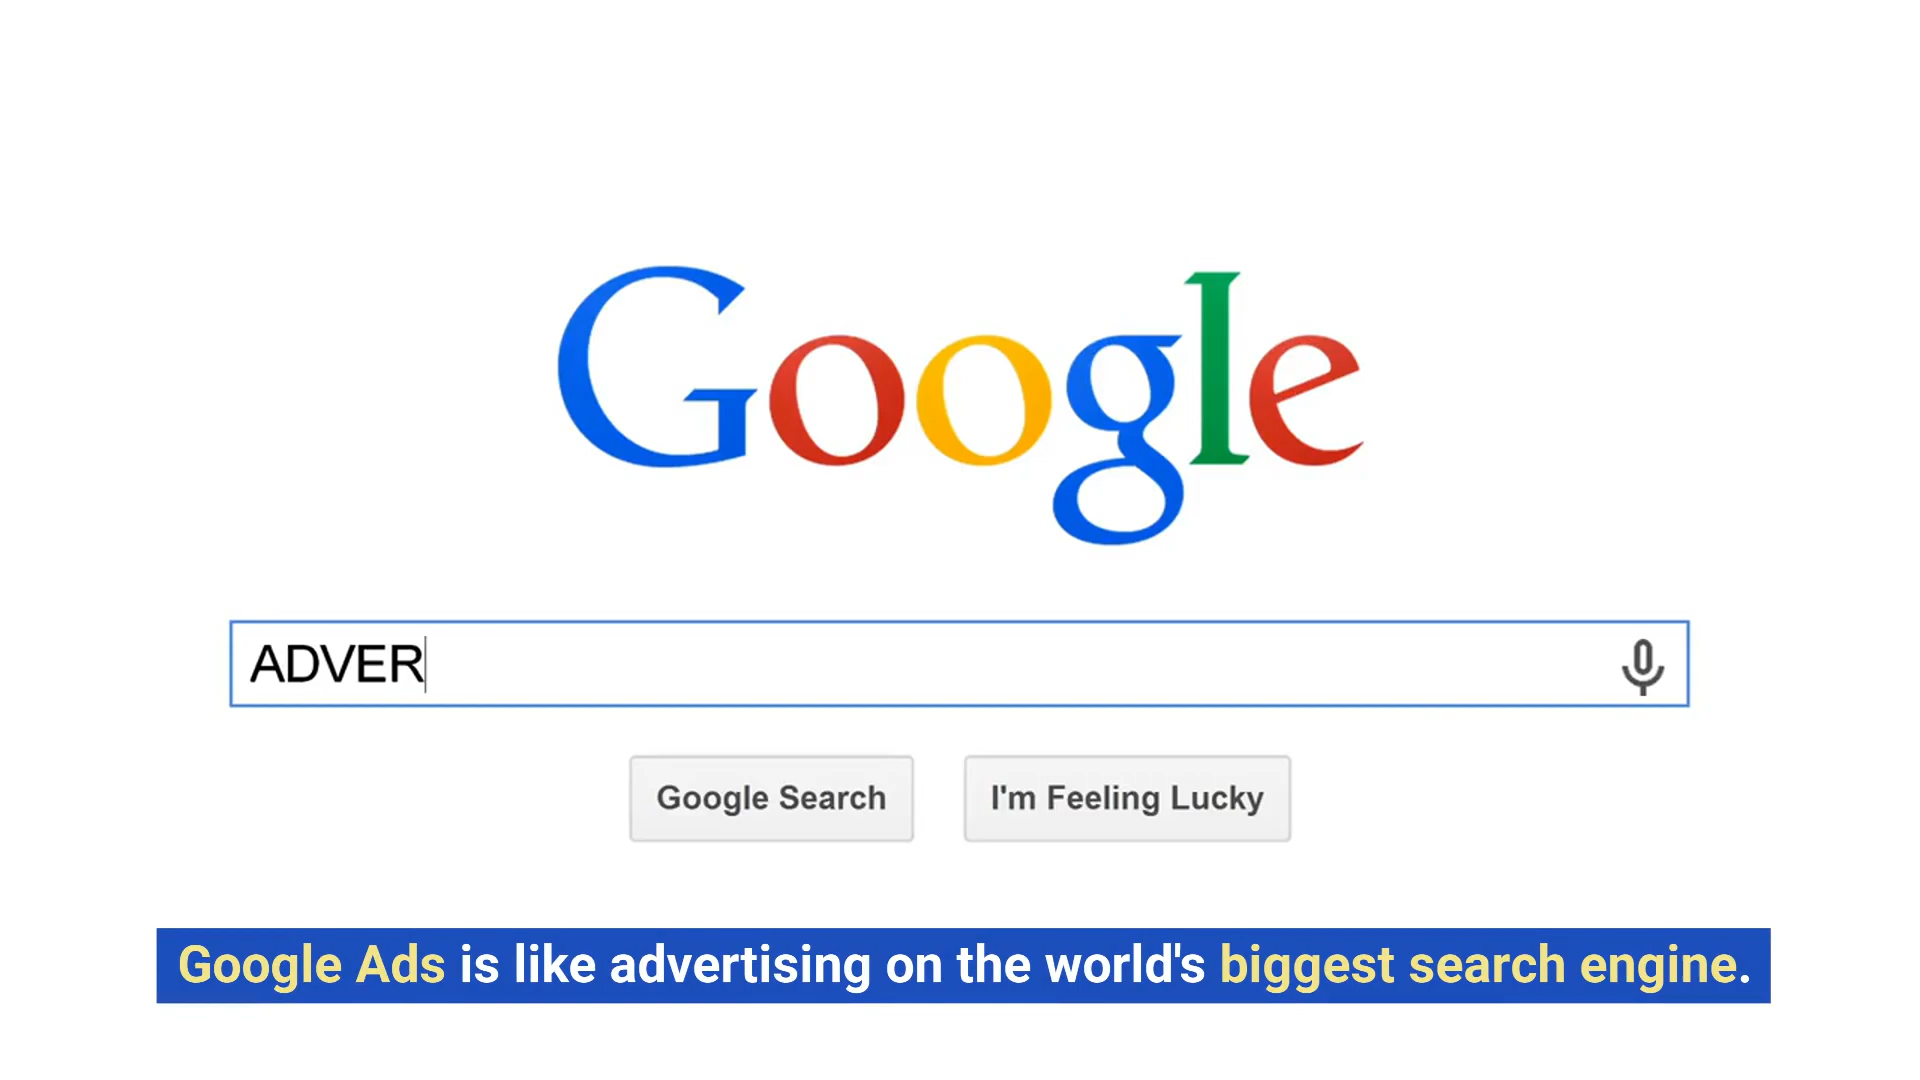 Google
ADVER
Google Search
I'm Feeling Lucky
Google Ads is like advertising on the world's biggest search engine.